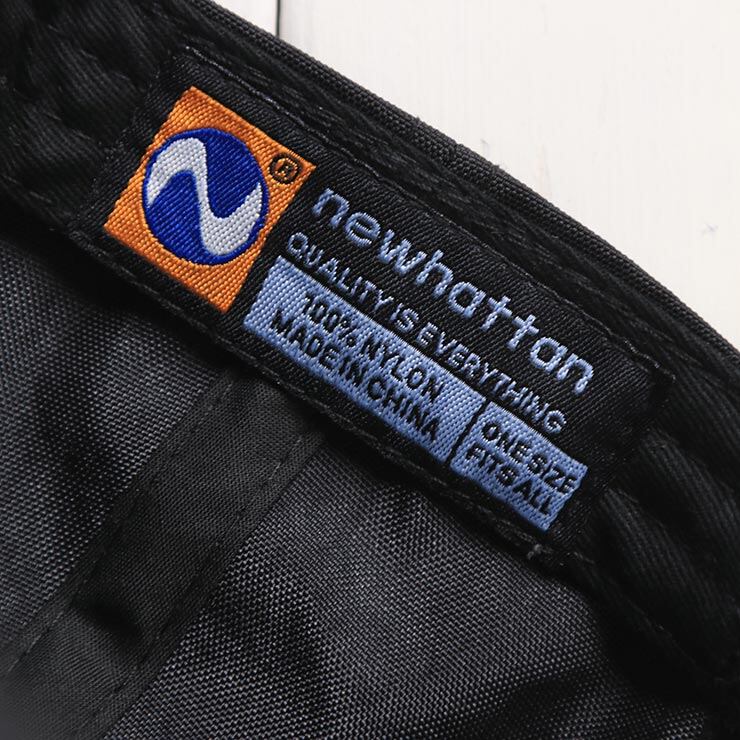 ®
newhattan
QUALITY IS EVERYTHING
100% NYLON
MADE IN CHINA
ONE SIZE
FITS ALL